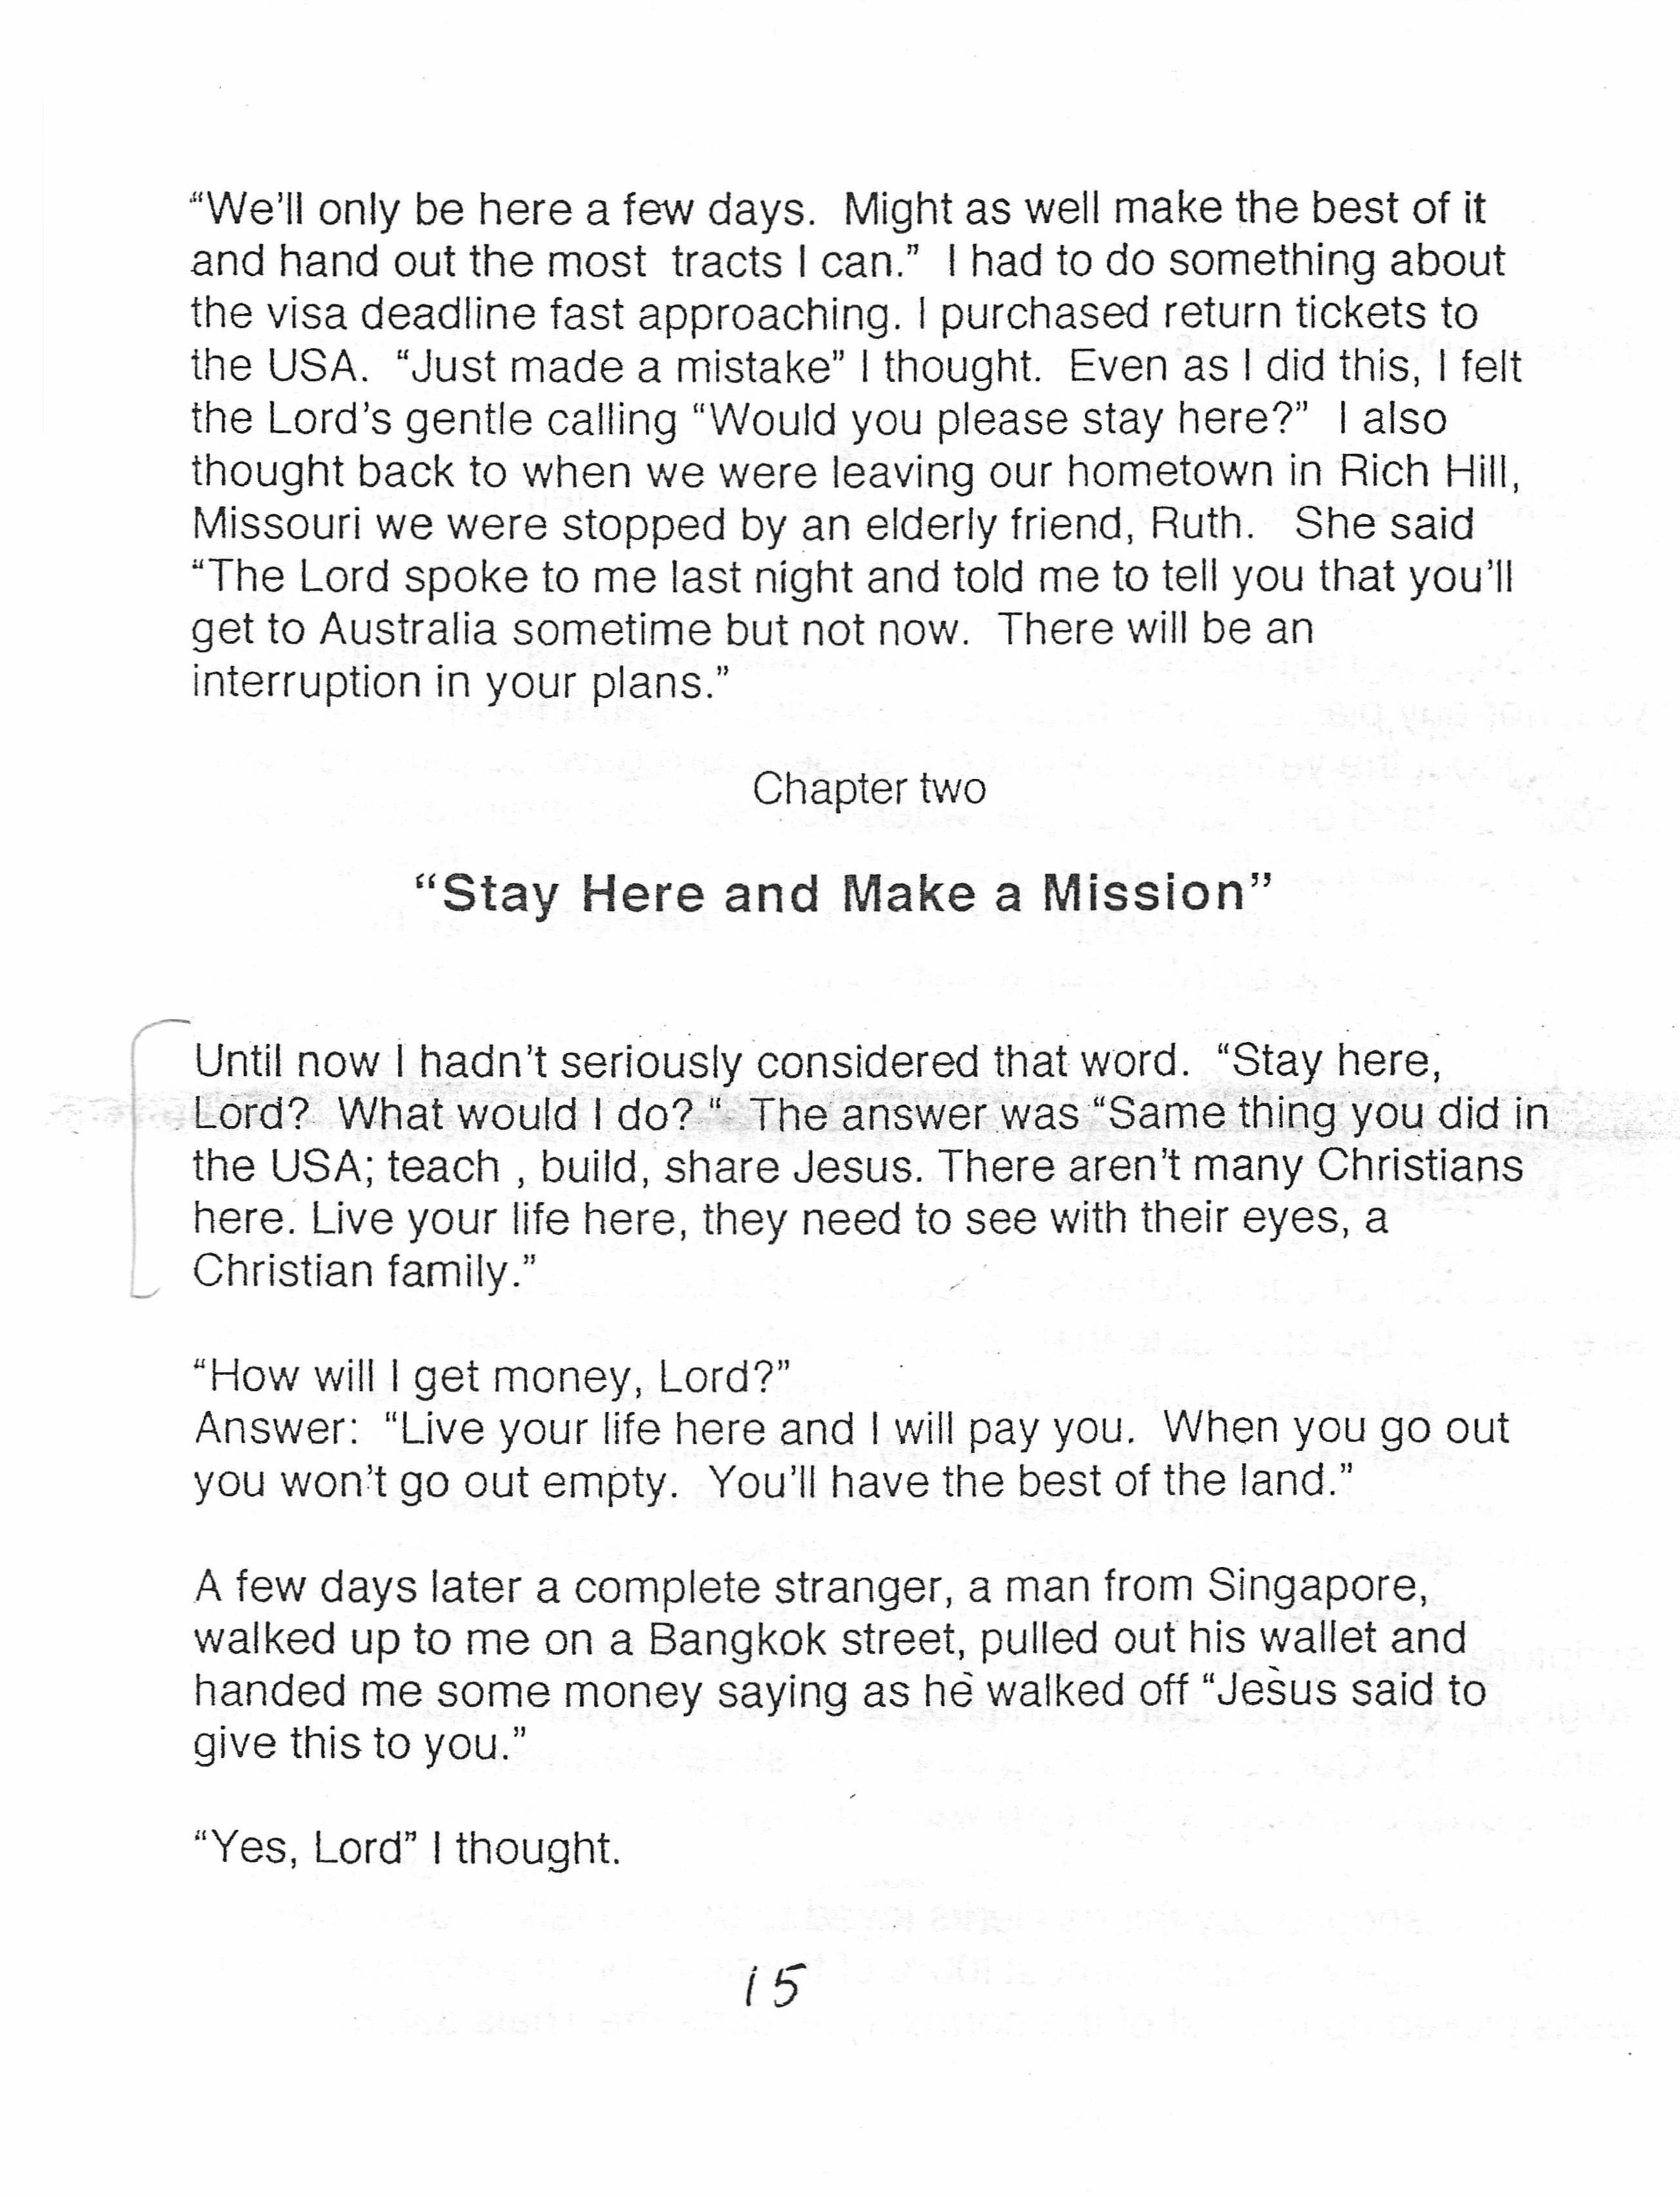 “We’ll only be here a few days.  Might as well make the best of it
and hand out the most  tracts I can.”  I had to do something about
the visa deadline fast approaching. I purchased return tickets to
the USA.  “Just made a mistake” I thought.  Even as I did this, I felt
the Lord’s gentle calling “Would you please stay here?”  I also
thought back to when we were leaving our hometown in Rich Hill,
Missouri we were stopped by an elderly friend, Ruth.   She said
“The Lord spoke to me last night and told me to tell you that you’ll
get to Australia sometime but not now.  There will be an
interruption in your plans.”
Chapter two
“Stay Here and Make a Mission”
Until now I hadn’t seriously considered that word.  “Stay here,
Lord?  What would I do? “  The answer was “Same thing you did in
the USA; teach , build, share Jesus. There aren’t many Christians
here. Live your life here, they need to see with their eyes, a
Christian family.”
“How will I get money, Lord?”
Answer:  “Live your life here and I will pay you.  When you go out
you won’t go out empty.  You’ll have the best of the land.”
A few days later a complete stranger, a man from Singapore,
walked up to me on a Bangkok street, pulled out his wallet and
handed me some money saying as he walked off “Jesus said to
give this to you.”
“Yes, Lord” I thought.
15